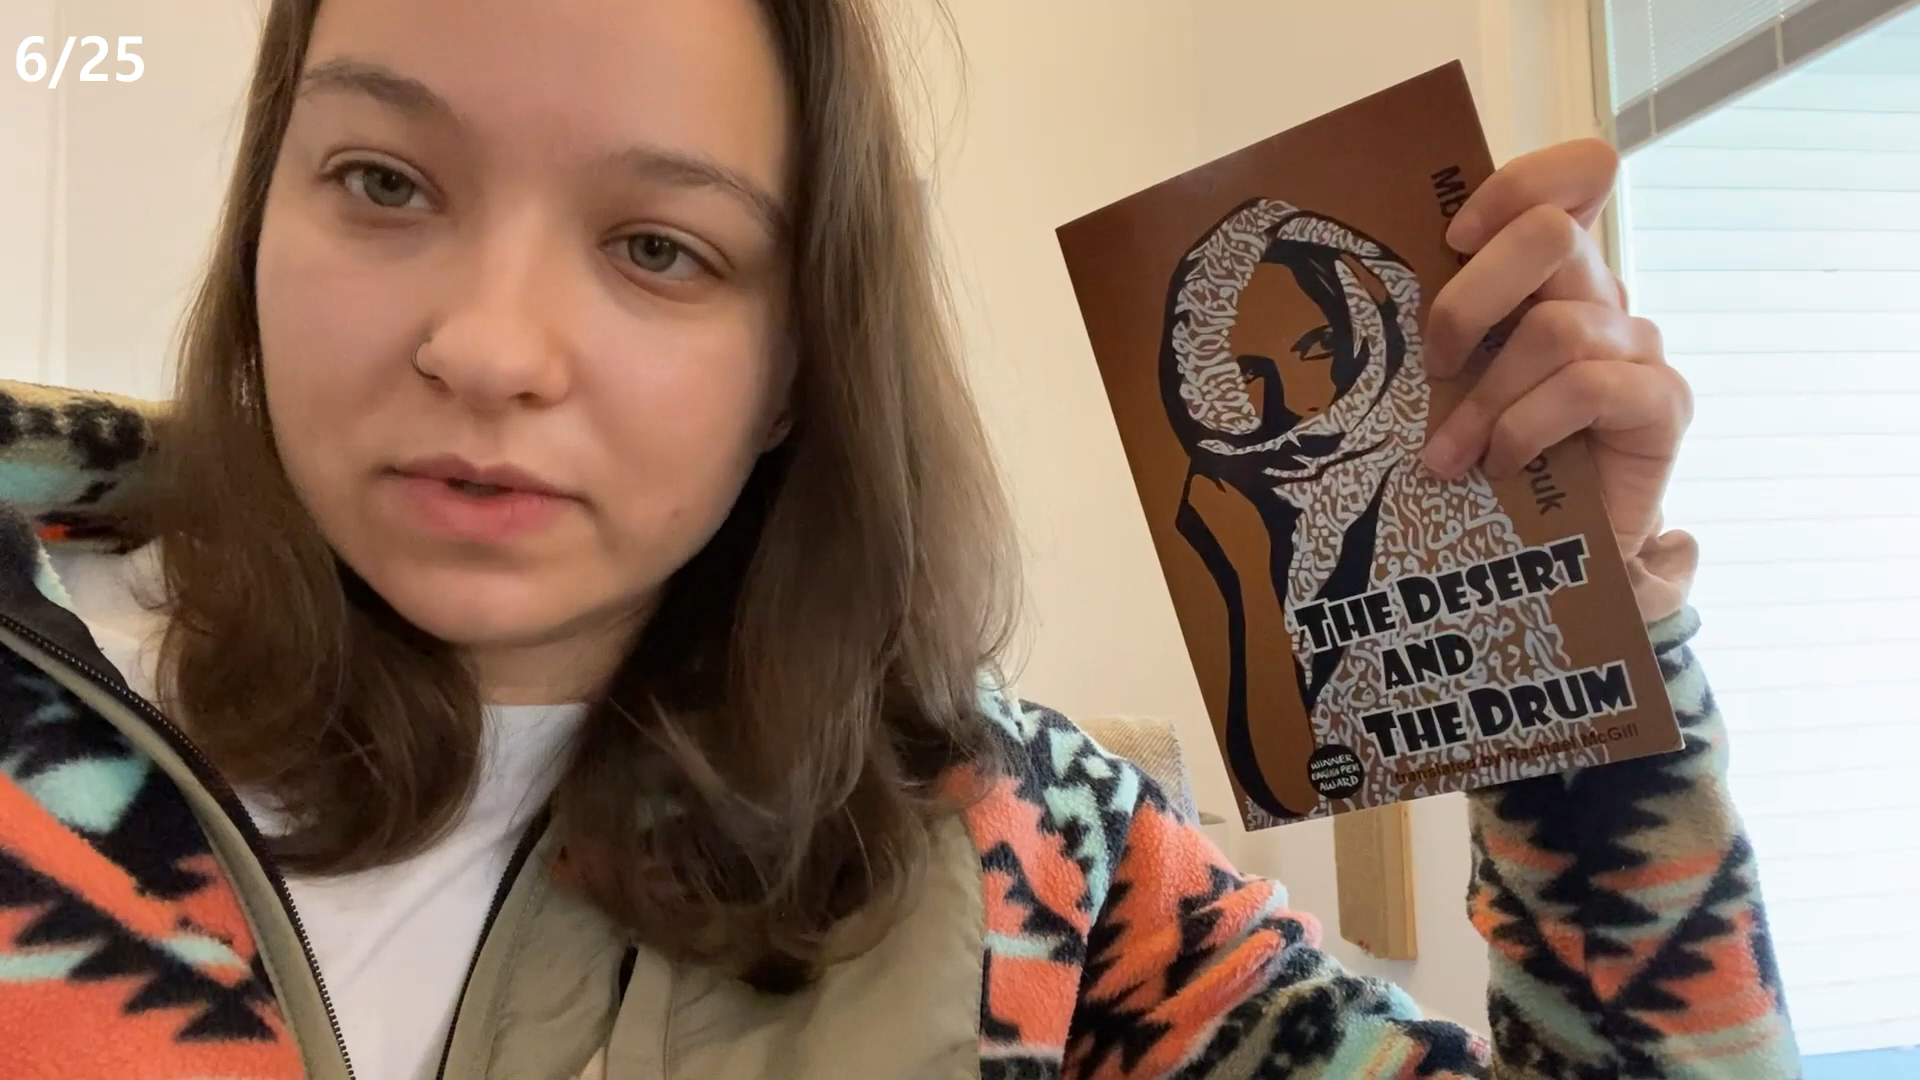 6/25
THE DESERT
AND
THE DRUM
translated by Rachael McGill
WINNER
ENGLISH PEN
AWARD